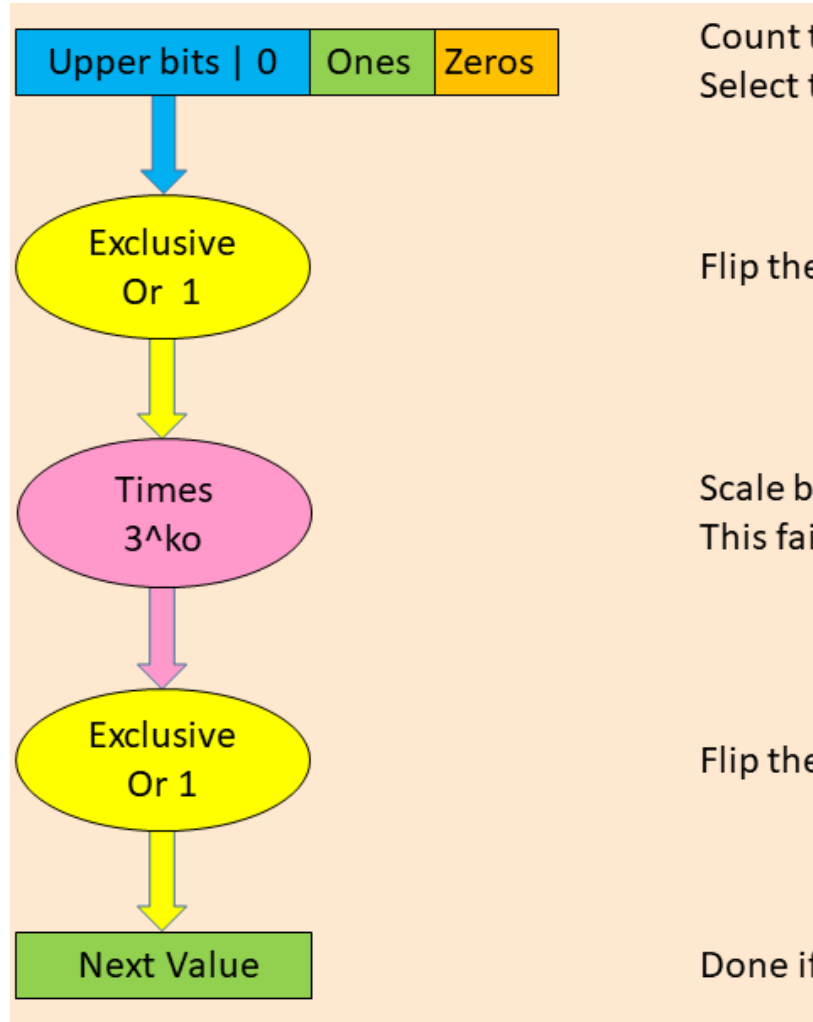 Upper bits | 0 Ones Zeros
Count
Select
Exclusive
Or 1
Flip the
Times
3^ko
Scale
This
Exclusive
Or 1
Flip the
Next Value
Done